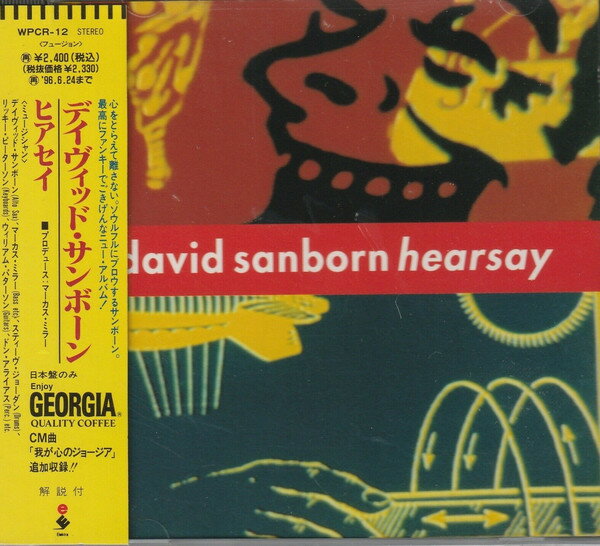 WPCR-12 STEREO
〈フュージョン〉
再 ¥2,400(税込)
(税抜価格¥2,330)
再 '96.6.24まで
心をとらえて離さない。ソウルフルにブロウするサンボーン。
最高にファンキーでごきげんなニュー・アルバム！
デイヴィッド・サンボーン
ヒアセイ
■プロデュース：マーカス・ミラー
〈ミュージシャン〉
デイヴィッド・サンボーン(Alto Sax)、マーカス・ミラー(Bass etc)、スティーヴ・ジョーダン(Drums)、
リッキー・ピーターソン(Keyboards)、ウィリアム・パターソン(Guitars)、ドン・アライアス(Perc.) etc
日本盤のみ
Enjoy
GEORGIA®
QUALITY COFFEE
CM曲
「我が心のジョージア」
追加収録!!
解説付
e
Elektra
david sanborn hearsay